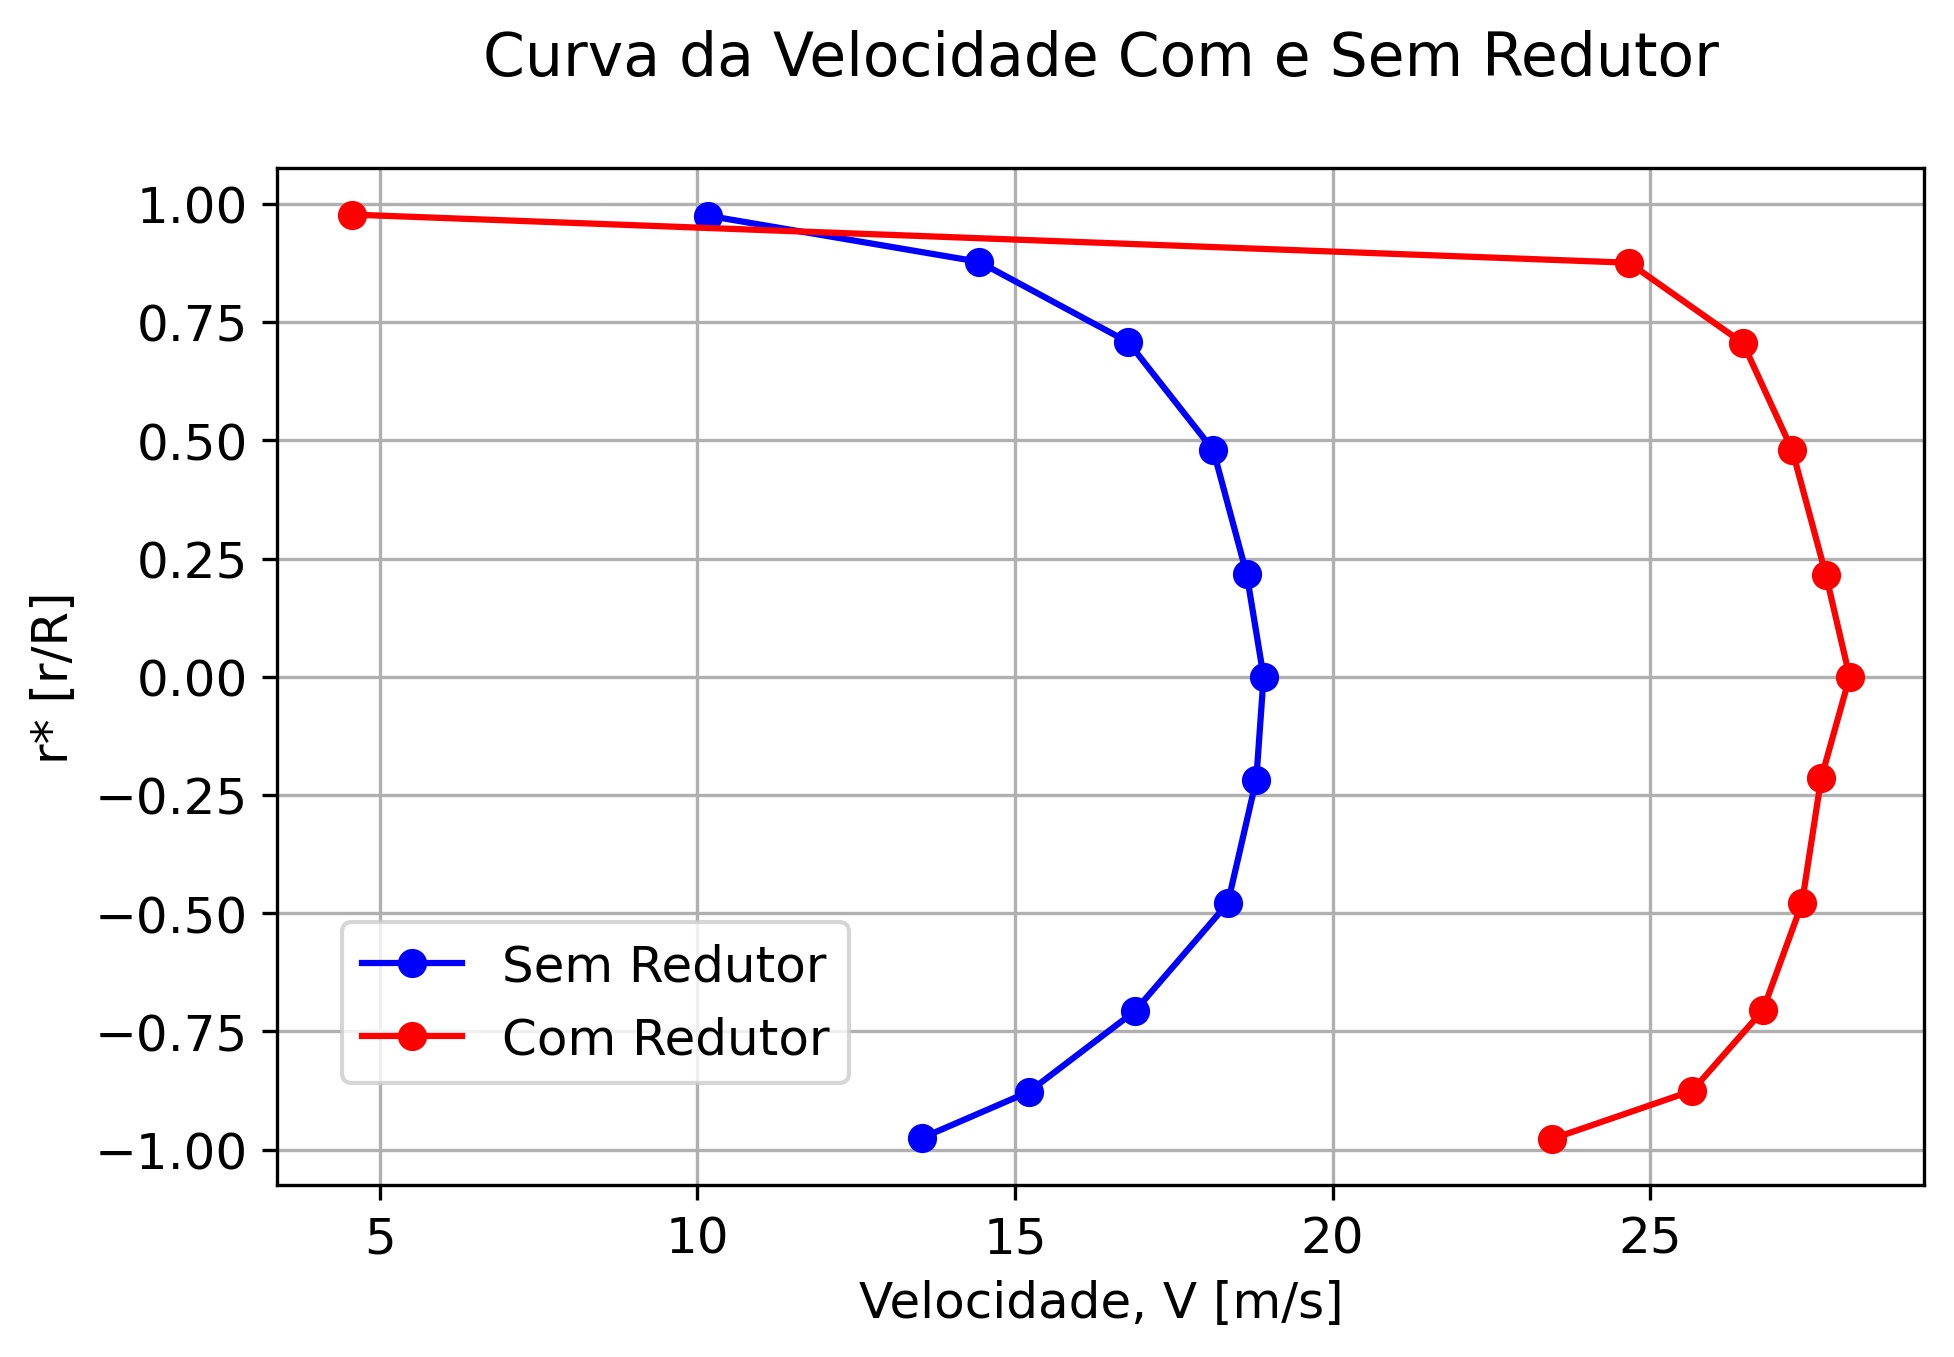 Curva da Velocidade Com e Sem Redutor
1.00
0.75
0.50
0.25
0.00
−0.25
−0.50
−0.75
−1.00
r* [r/R]
Sem Redutor
Com Redutor
5 10 15 20 25
Velocidade, V [m/s]